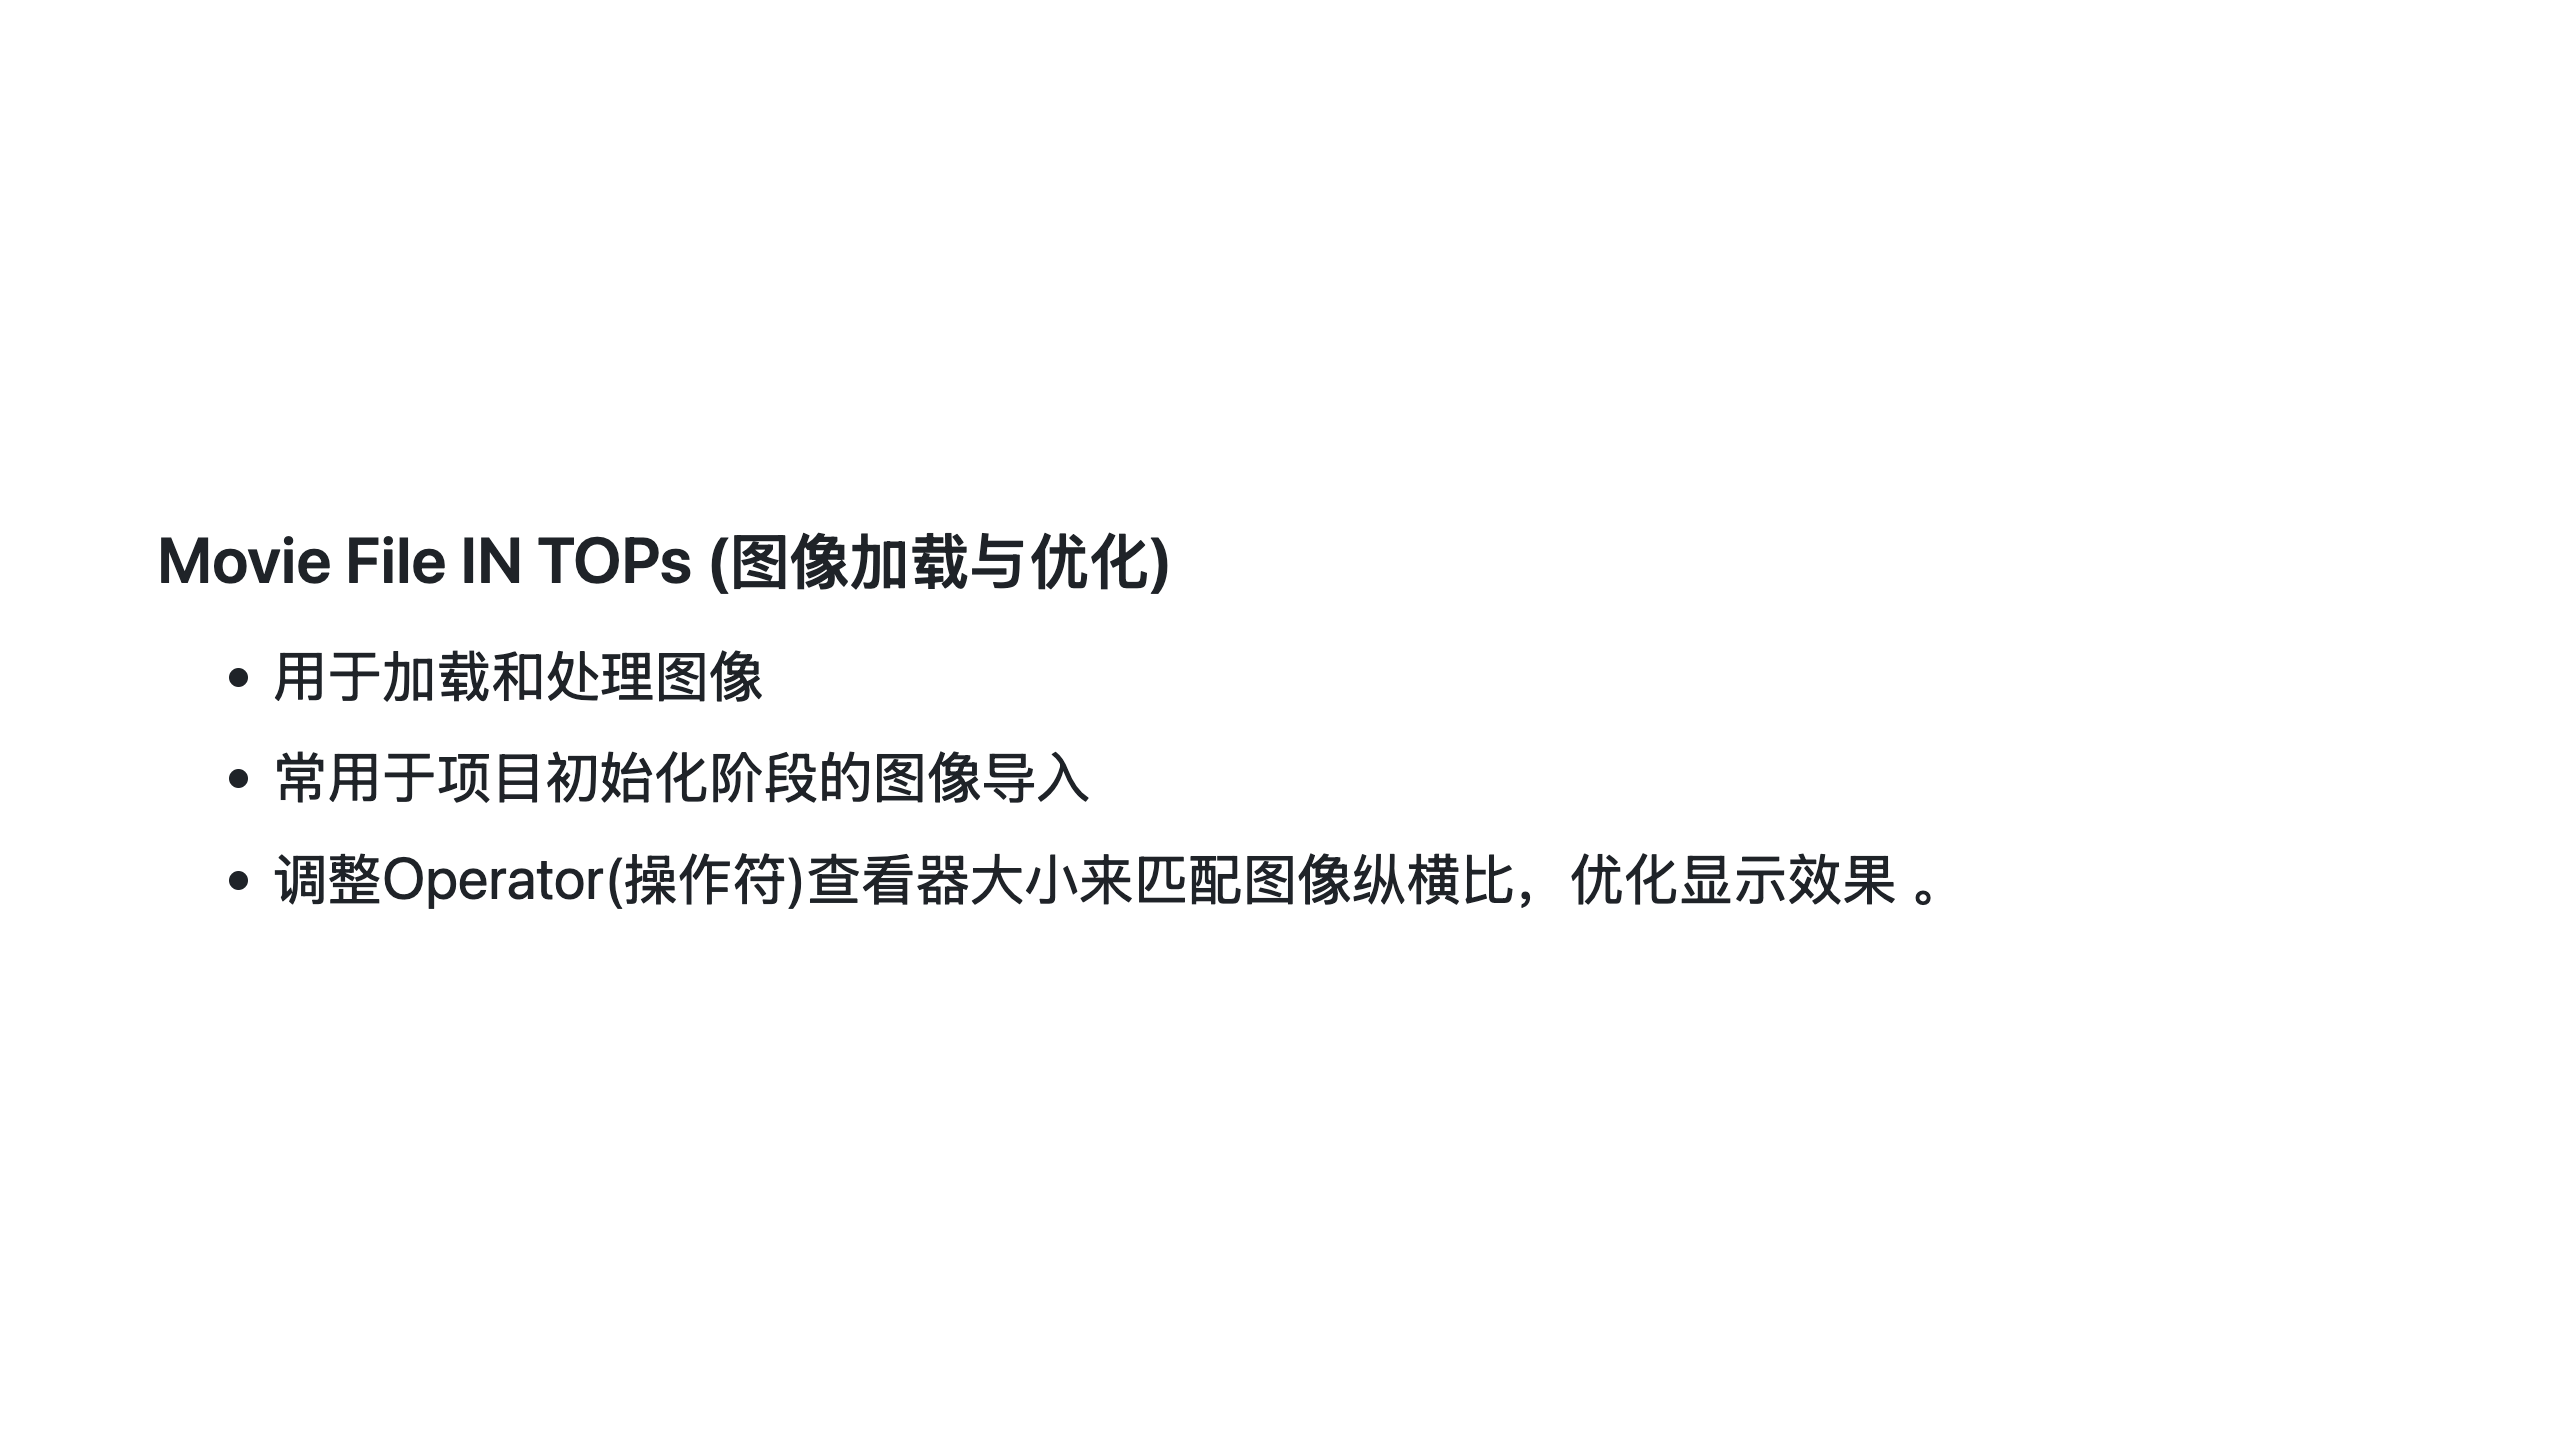 Movie File IN TOPs (图像加载与优化)
• 用于加载和处理图像
• 常用于项目初始化阶段的图像导入
• 调整Operator(操作符)查看器大小来匹配图像纵横比，优化显示效果 。